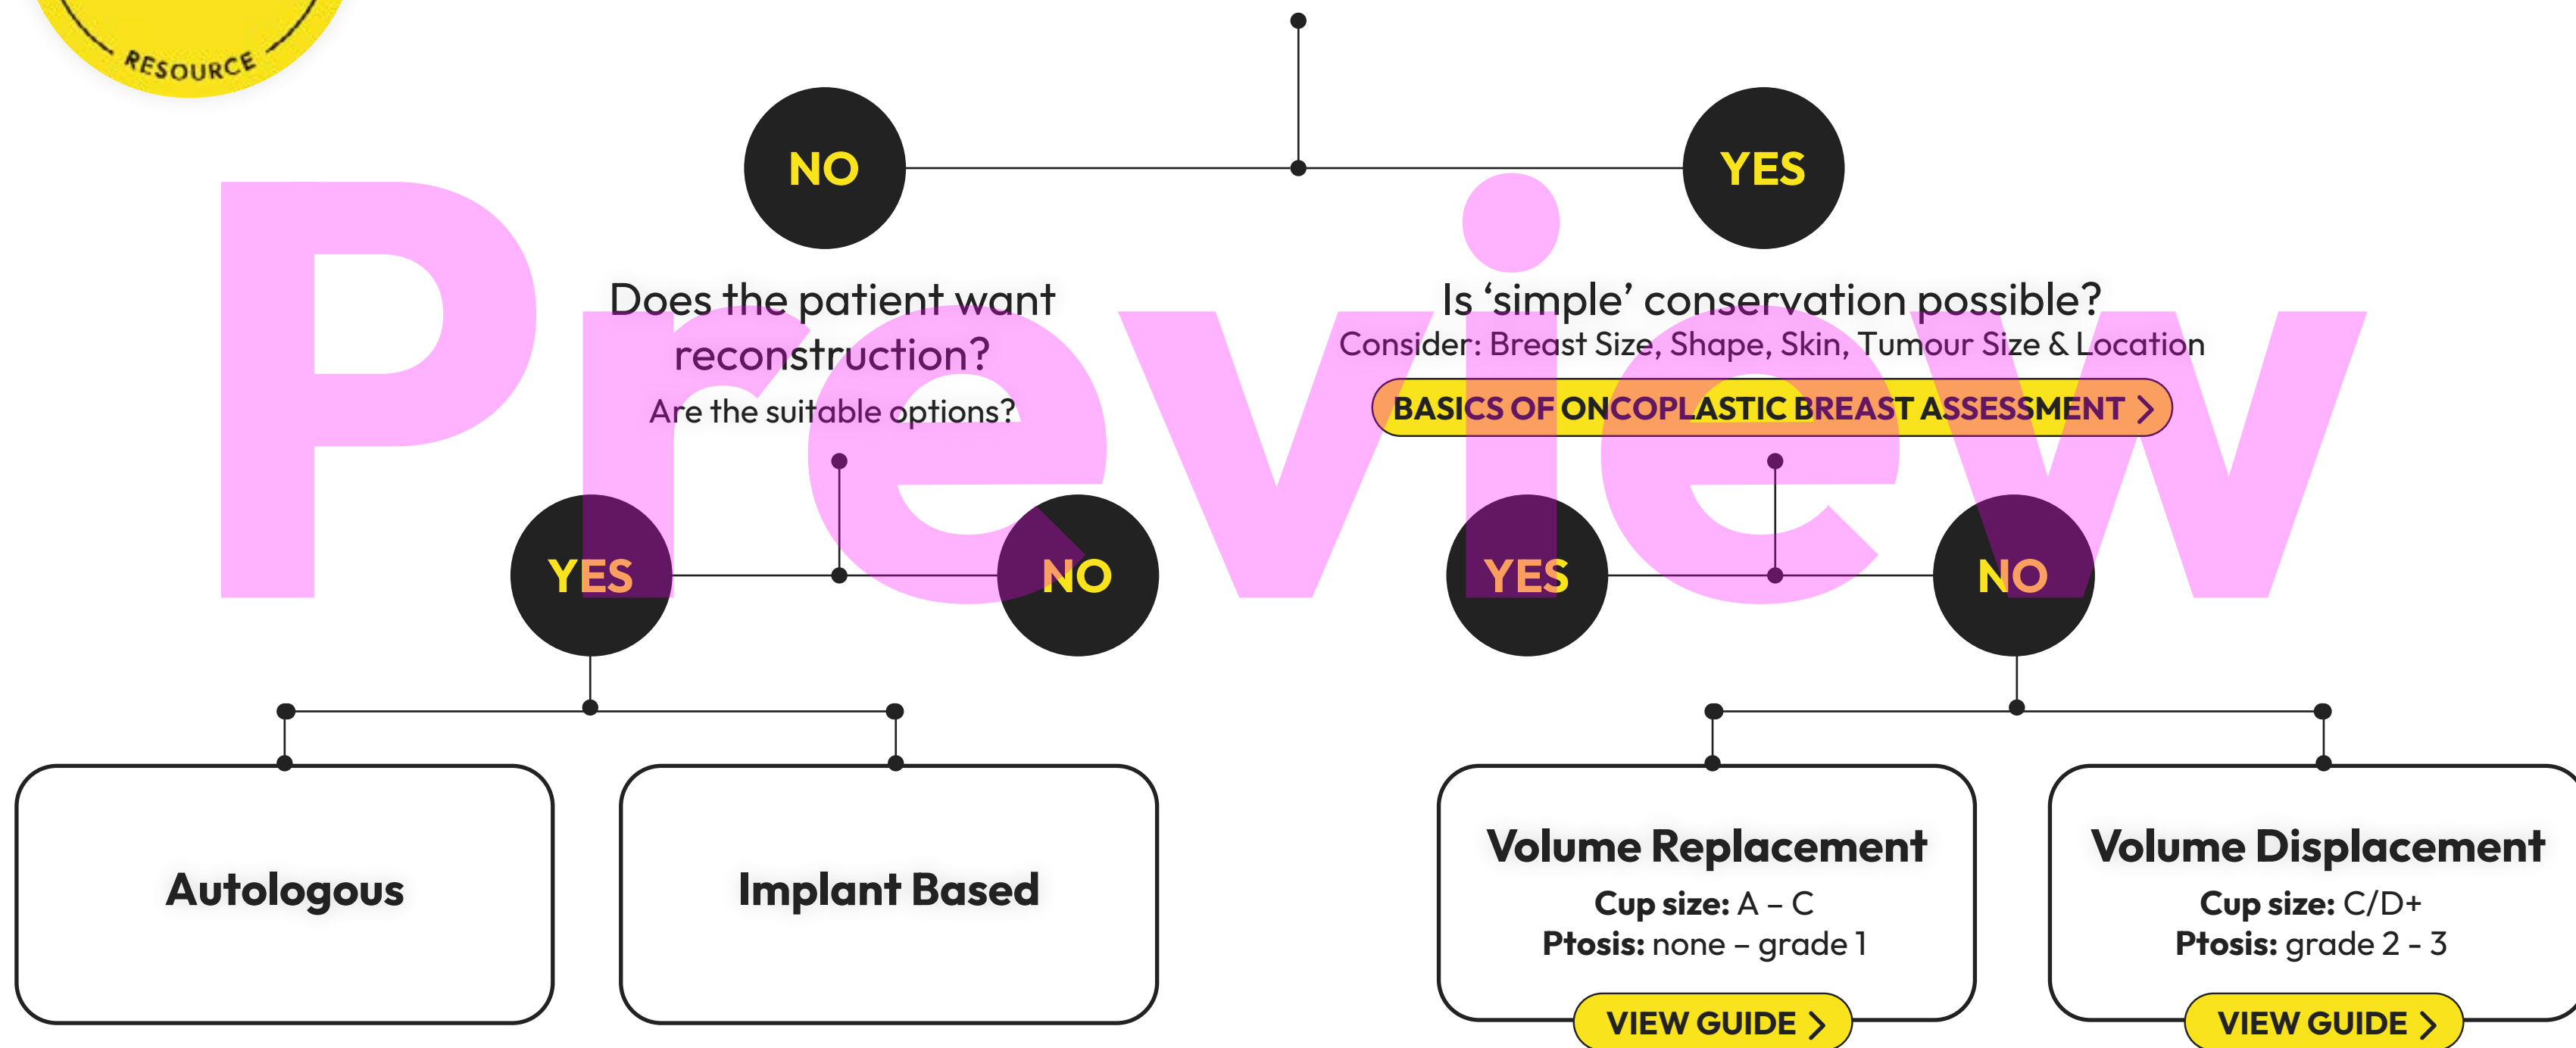 RESOURCE
NO
YES
Does the patient want
reconstruction?
Are the suitable options?
Is ‘simple’ conservation possible?
Consider: Breast Size, Shape, Skin, Tumour Size & Location
BASICS OF ONCOPLASTIC BREAST ASSESSMENT
Preview
YES
NO
YES
NO
Autologous
Implant Based
Volume Replacement
Cup size: A – C
Ptosis: none – grade 1
VIEW GUIDE
Volume Displacement
Cup size: C/D+
Ptosis: grade 2 - 3
VIEW GUIDE